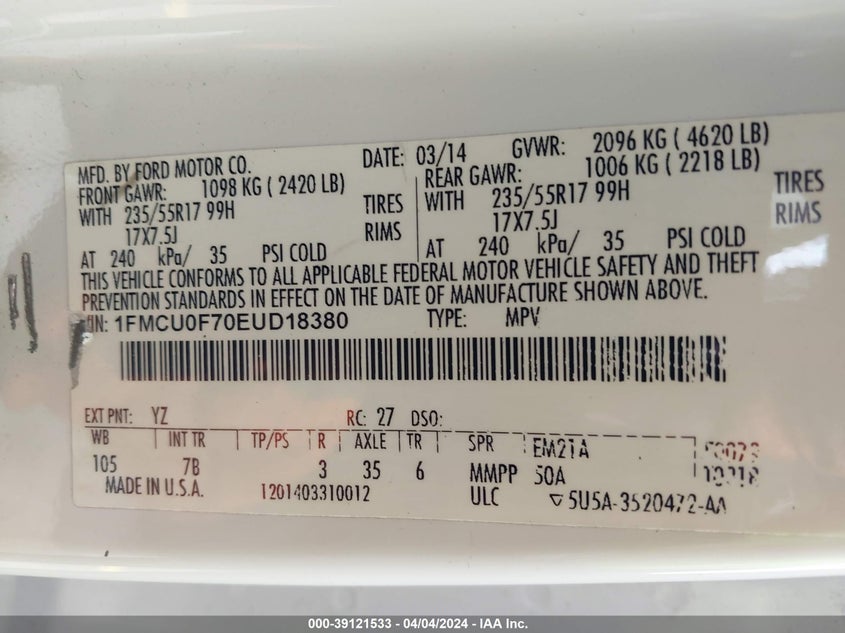 MFD. BY FORD MOTOR CO. DATE: 03/14 GVWR: 2096 KG ( 4620 LB)
FRONT GAWR: 1098 KG ( 2420 LB) REAR GAWR: 1006 KG ( 2218 LB)
WITH 235/55R17 99H TIRES WITH 235/55R17 99H TIRES
17X7.5J RIMS 17X7.5J RIMS
AT 240 kPa/ 35 PSI COLD AT 240 kPa/ 35 PSI COLD
THIS VEHICLE CONFORMS TO ALL APPLICABLE FEDERAL MOTOR VEHICLE SAFETY AND THEFT
PREVENTION STANDARDS IN EFFECT ON THE DATE OF MANUFACTURE SHOWN ABOVE.
1FMCU0F70EUD18380 TYPE: MPV
EXT PNT: YZ RC: 27 DSO:
WB INT TR TP/PS R AXLE TR SPR EM21A
105 7B 3 35 6 MMPP 50A
MADE IN U.S.A. 1201403310012 ULC 5U5A-3520472-AA
000-39121533 - 04/04/2024 - IAA Inc.